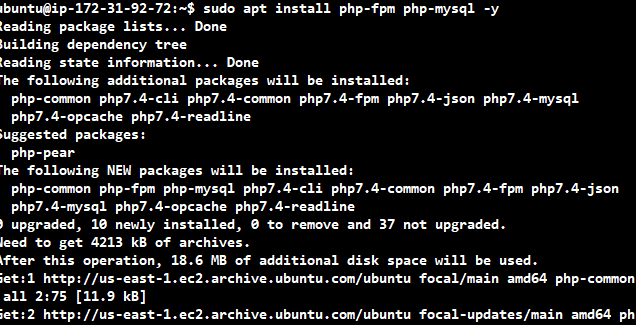 ubuntu@ip-172-31-92-72:~$ sudo apt install php-fpm php-mysql -y
Reading package lists... Done
Building dependency tree
Reading state information... Done
The following additional packages will be installed:
  php-common php7.4-cli php7.4-common php7.4-fpm php7.4-json php7.4-mysql
  php7.4-opcache php7.4-readline
Suggested packages:
  php-pear
The following NEW packages will be installed:
  php-common php-fpm php-mysql php7.4-cli php7.4-common php7.4-fpm php7.4-json
  php7.4-mysql php7.4-opcache php7.4-readline
0 upgraded, 10 newly installed, 0 to remove and 37 not upgraded.
Need to get 4213 kB of archives.
After this operation, 18.6 MB of additional disk space will be used.
Get:1 http://us-east-1.ec2.archive.ubuntu.com/ubuntu focal/main amd64 php-common
 all 2:75 [11.9 kB]
Get:2 http://us-east-1.ec2.archive.ubuntu.com/ubuntu focal-updates/main amd64 ph